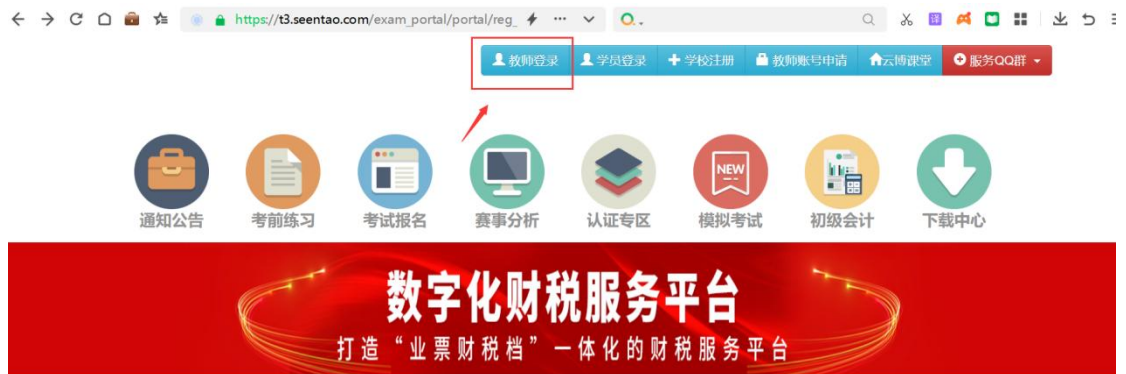 https://t3.seentao.com/exam_portal/portal/reg_
教师登录 学员登录 学校注册 教师账号申请 云博课堂 服务QQ群
NEW
通知公告 考前练习 考试报名 赛事分析 认证专区 模拟考试 初级会计 下载中心
数字化财税服务平台
打造“业票财税档”一体化的财税服务平台